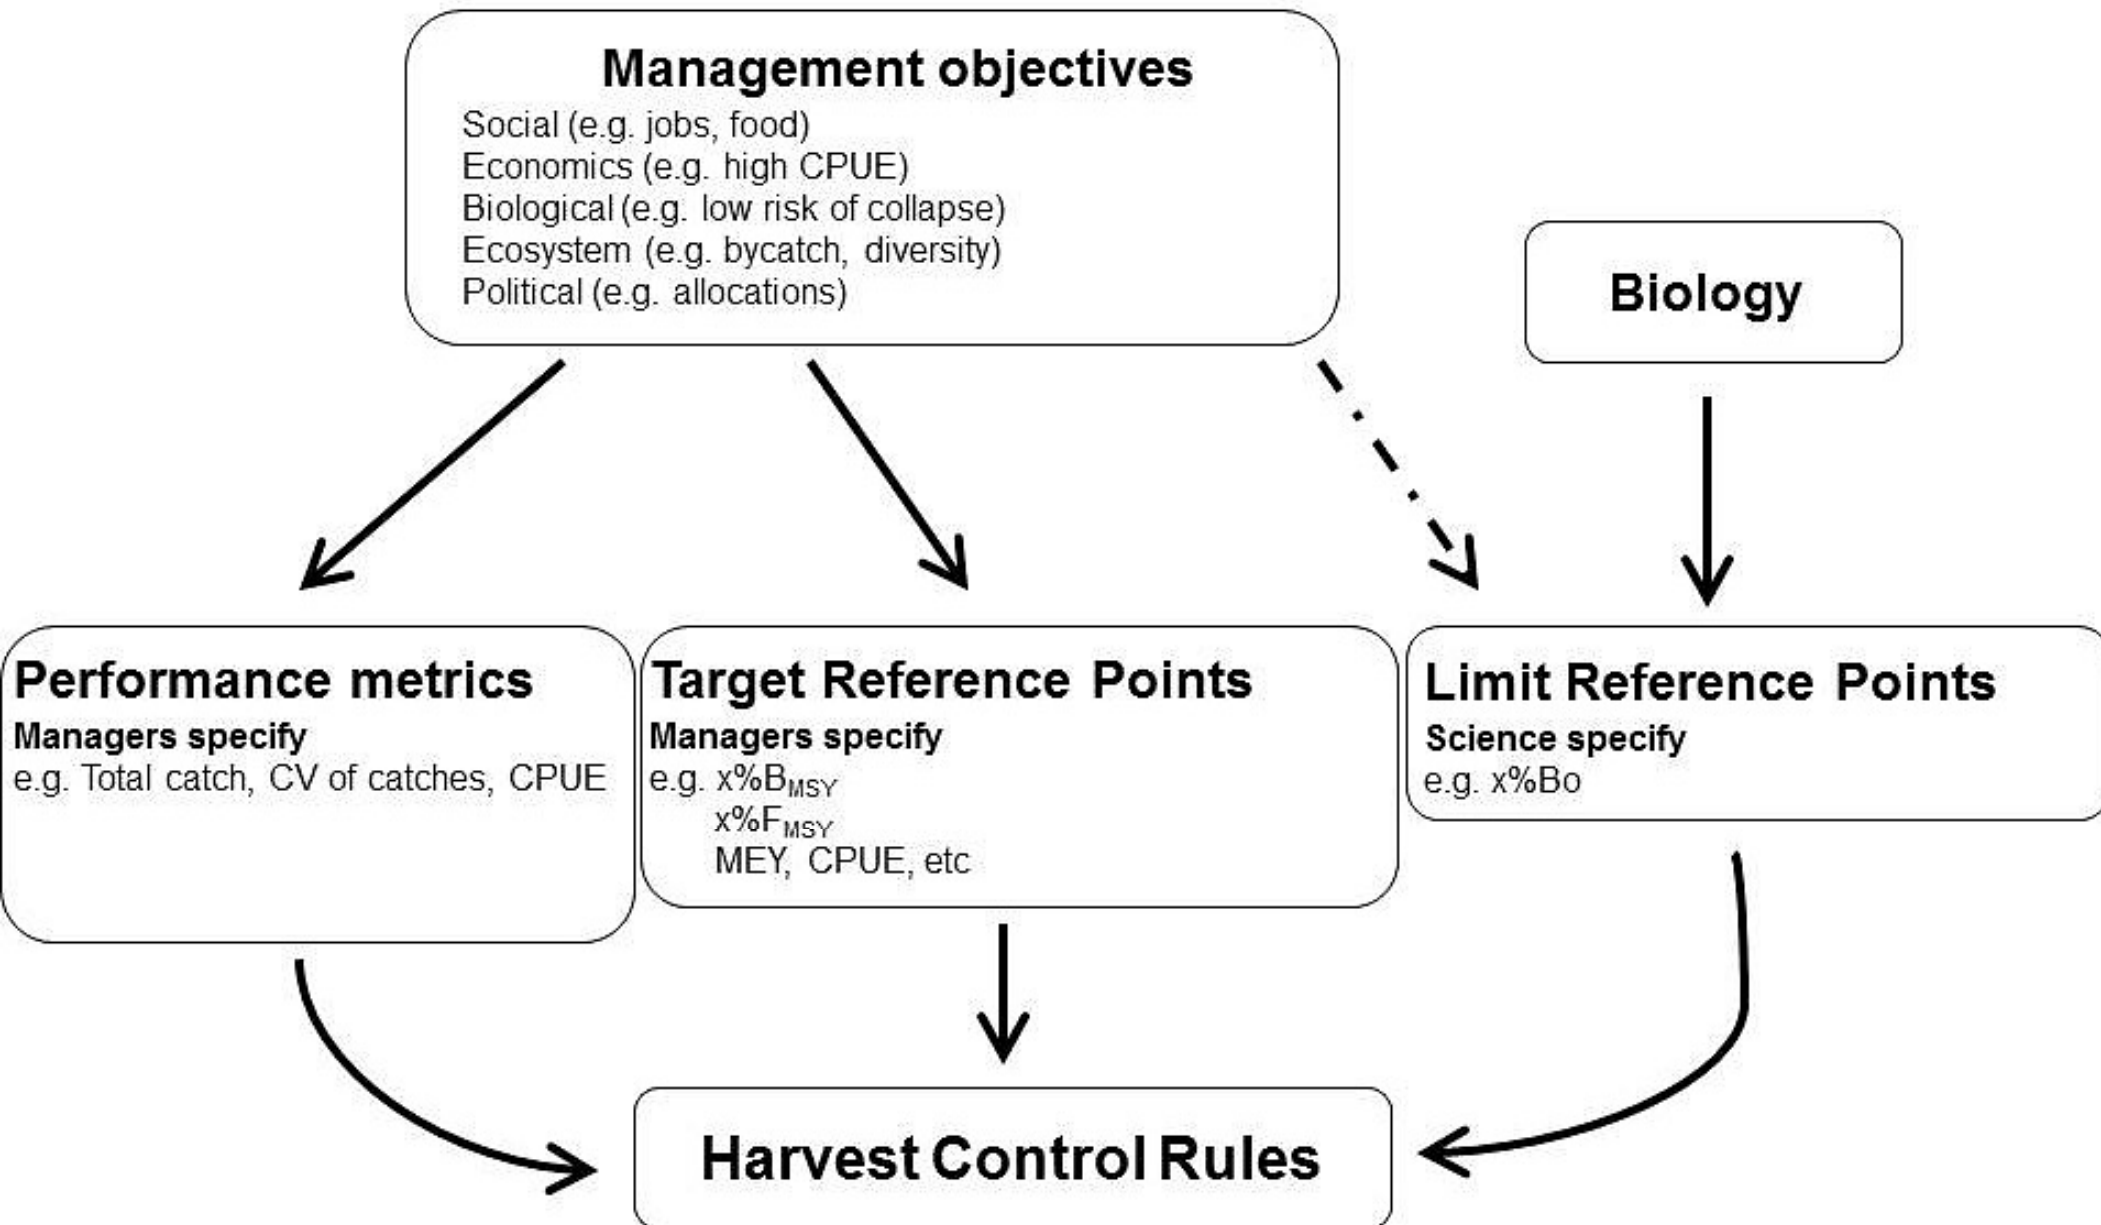 Management objectives
Social (e.g. jobs, food)
Economics (e.g. high CPUE)
Biological (e.g. low risk of collapse)
Ecosystem (e.g. bycatch, diversity)
Political (e.g. allocations)
Biology
Performance metrics
Managers specify
e.g. Total catch, CV of catches, CPUE
Target Reference Points
Managers specify
e.g. x%BMSY
x%FMSY
MEY, CPUE, etc
Limit Reference Points
Science specify
e.g. x%Bo
Harvest Control Rules